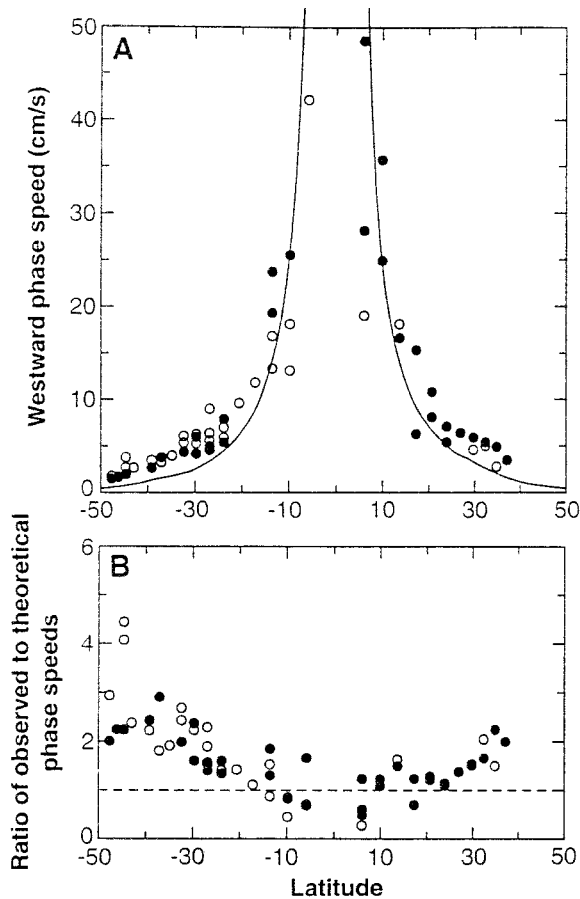 A
Westward phase speed (cm/s)
50
40
30
20
10
0
-50 -30 -10 10 30 50
B
Ratio of observed to theoretical
phase speeds
6
4
2
0
-50 -30 -10 10 30 50
Latitude